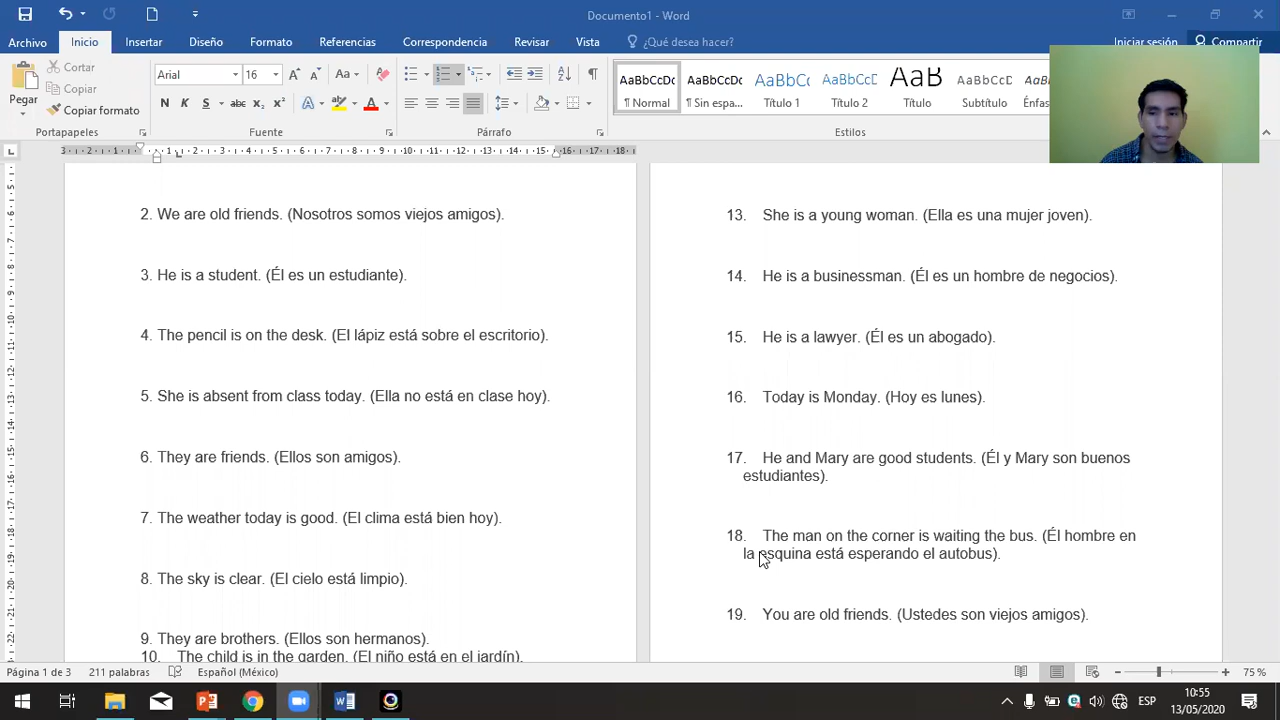 Documento1 - Word
Archivo Inicio Insertar Diseño Formato Referencias Correspondencia Revisar Vista ¿Qué desea hacer? Iniciar sesión Compartir
Pegar
Cortar
Copiar
Copiar formato
Arial 16
AaBbCcDc AaBbCcDc AaBbCc AaBbCcD AaB AaBbCcD
¶ Normal ¶ Sin espa... Título 1 Título 2 Título Subtítulo Énfas
Portapapeles Fuente Párrafo Estilos
2. We are old friends. (Nosotros somos viejos amigos).
3. He is a student. (Él es un estudiante).
4. The pencil is on the desk. (El lápiz está sobre el escritorio).
5. She is absent from class today. (Ella no está en clase hoy).
6. They are friends. (Ellos son amigos).
7. The weather today is good. (El clima está bien hoy).
8. The sky is clear. (El cielo está limpio).
9. They are brothers. (Ellos son hermanos).
10. The child is in the garden. (El niño está en el jardín).
13. She is a young woman. (Ella es una mujer joven).
14. He is a businessman. (Él es un hombre de negocios).
15. He is a lawyer. (Él es un abogado).
16. Today is Monday. (Hoy es lunes).
17. He and Mary are good students. (Él y Mary son buenos
estudiantes).
18. The man on the corner is waiting the bus. (Él hombre en
la esquina está esperando el autobus).
19. You are old friends. (Ustedes son viejos amigos).
Página 1 de 3 211 palabras Español (México) 75 %
ESP
10:55
13/05/2020